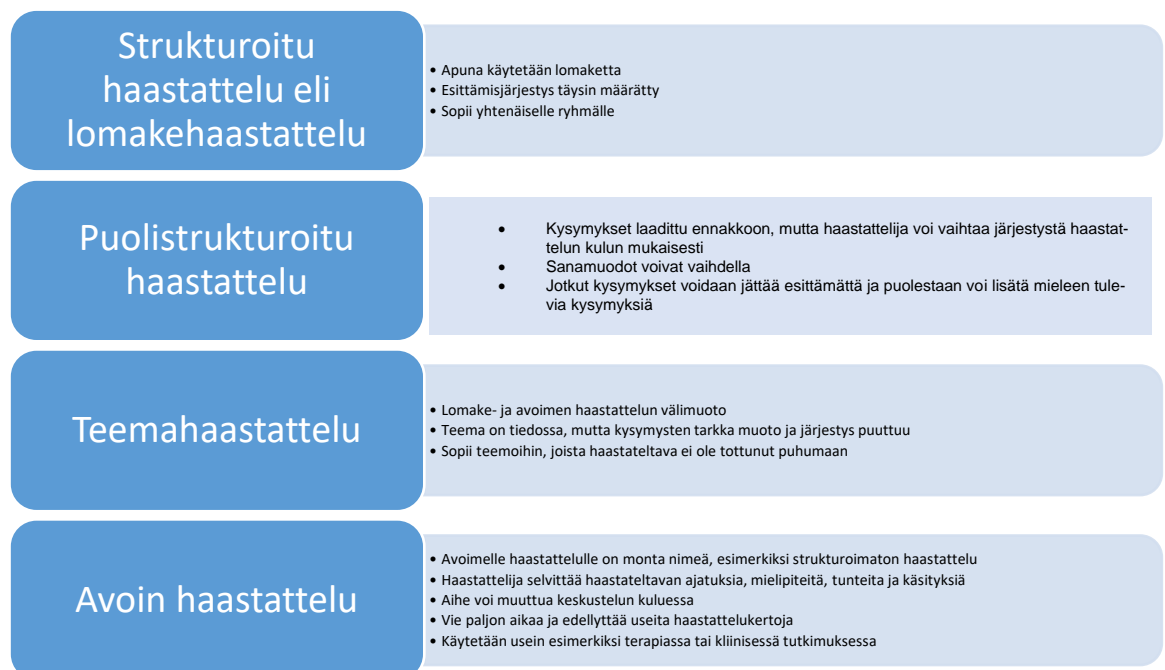 Strukturoitu
haastattelu eli
lomakehaastattelu
• Apuna käytetään lomaketta
• Esittämisjärjestys täysin määrätty
• Sopii yhtenäiselle ryhmälle
Puolistrukturoitu
haastattelu
• Kysymykset laadittu ennakkoon, mutta haastattelija voi vaihtaa järjestystä haastat-
telun kulun mukaisesti
• Sanamuodot voivat vaihdella
• Jotkut kysymykset voidaan jättää esittämättä ja puolestaan voi lisätä mieleen tule-
via kysymyksiä
Teemahaastattelu
• Lomake- ja avoimen haastattelun välimuoto
• Teema on tiedossa, mutta kysymysten tarkka muoto ja järjestys puuttuu
• Sopii teemoihin, joista haastateltava ei ole tottunut puhumaan
Avoin haastattelu
• Avoimelle haastattelulle on monta nimeä, esimerkiksi strukturoimaton haastattelu
• Haastattelija selvittää haastateltavan ajatuksia, mielipiteitä, tunteita ja käsityksiä
• Aihe voi muuttua keskustelun kuluessa
• Vie paljon aikaa ja edellyttää useita haastattelukertoja
• Käytetään usein esimerkiksi terapiassa tai kliinisessä tutkimuksessa